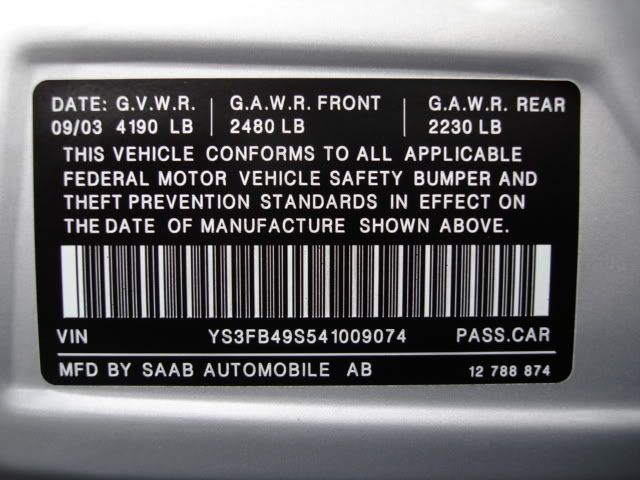 DATE: G.V.W.R. G.A.W.R. FRONT G.A.W.R. REAR
09/03 4190 LB 2480 LB 2230 LB
THIS VEHICLE CONFORMS TO ALL APPLICABLE
FEDERAL MOTOR VEHICLE SAFETY BUMPER AND
THEFT PREVENTION STANDARDS IN EFFECT ON
THE DATE OF MANUFACTURE SHOWN ABOVE.
VIN YS3FB49S541009074 PASS.CAR
MFD BY SAAB AUTOMOBILE AB 12 788 874